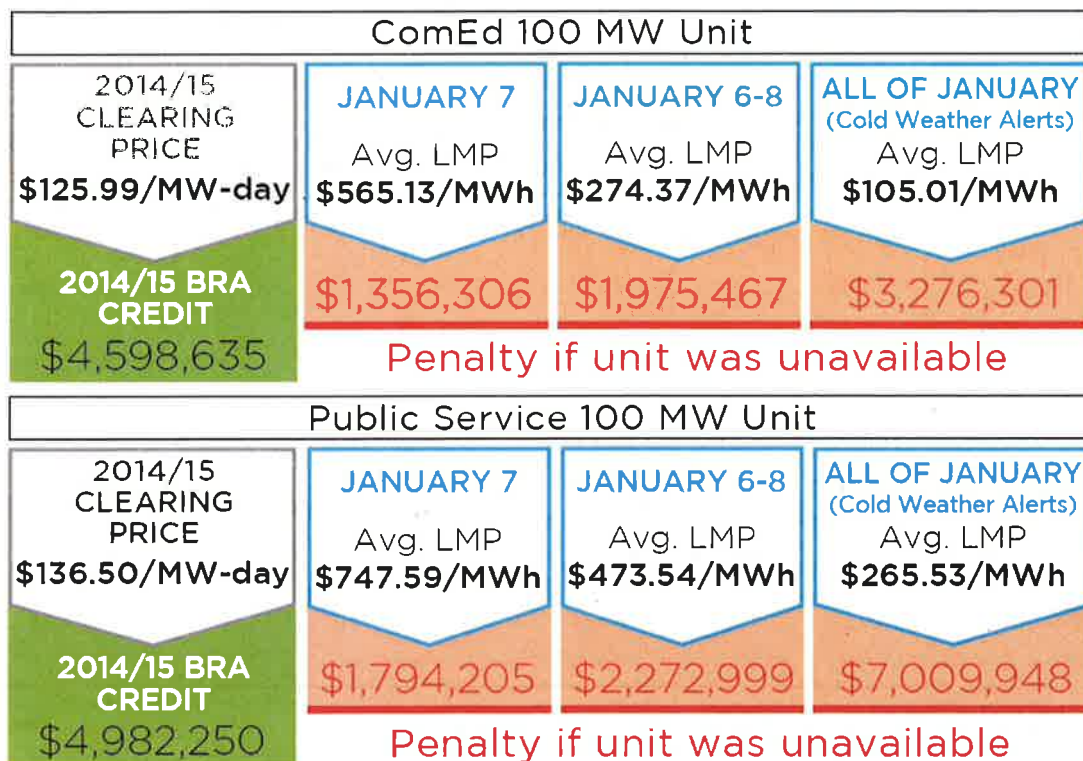 ComEd 100 MW Unit
2014/15
CLEARING
PRICE
$125.99/MW-day
2014/15 BRA
CREDIT
$4,598,635
JANUARY 7
Avg. LMP
$565.13/MWh
$1,356,306
JANUARY 6-8
Avg. LMP
$274.37/MWh
$1,975,467
ALL OF JANUARY
(Cold Weather Alerts)
Avg. LMP
$105.01/MWh
$3,276,301
Penalty if unit was unavailable
Public Service 100 MW Unit
2014/15
CLEARING
PRICE
$136.50/MW-day
2014/15 BRA
CREDIT
$4,982,250
JANUARY 7
Avg. LMP
$747.59/MWh
$1,794,205
JANUARY 6-8
Avg. LMP
$473.54/MWh
$2,272,999
ALL OF JANUARY
(Cold Weather Alerts)
Avg. LMP
$265.53/MWh
$7,009,948
Penalty if unit was unavailable